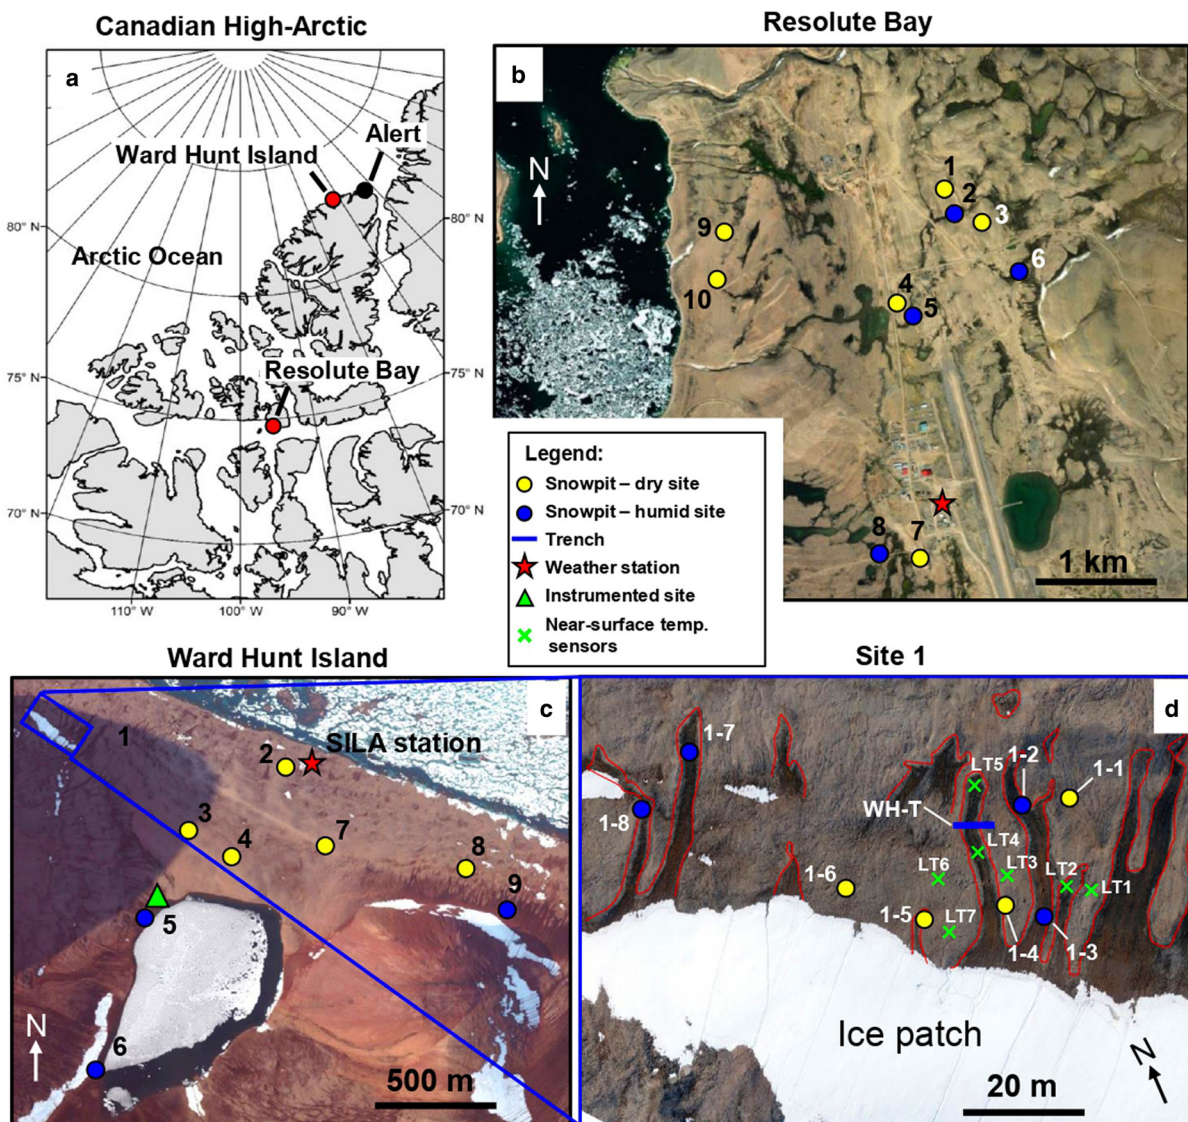 Canadian High-Arctic
a
Alert
Ward Hunt Island
80° N
80° N
Arctic Ocean
75° N
75° N
Resolute Bay
70° N
70° N
110° W
100° W
90° W
Resolute Bay
b
N
1
2
3
9
6
10
4
5
8
7
1 km
Legend:
Snowpit – dry site
Snowpit – humid site
Trench
Weather station
Instrumented site
Near-surface temp.
sensors
Ward Hunt Island
c
1
2
SILA station
3
4
7
8
9
5
N
6
500 m
Site 1
d
1-7
1-2
LT5
1-1
WH-T
1-8
LT4
LT3
LT6
LT2
LT1
1-6
1-5
LT7
1-4
1-3
Ice patch
N
20 m